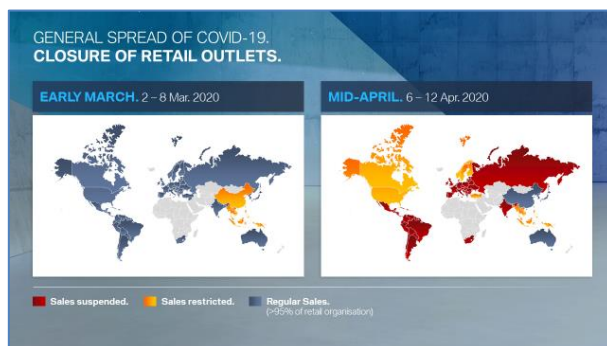 GENERAL SPREAD OF COVID-19.
CLOSURE OF RETAIL OUTLETS.
EARLY MARCH. 2 – 8 Mar. 2020
MID-APRIL. 6 – 12 Apr. 2020
Sales suspended.
Sales restricted.
Regular Sales.
(>95% of retail organisation)